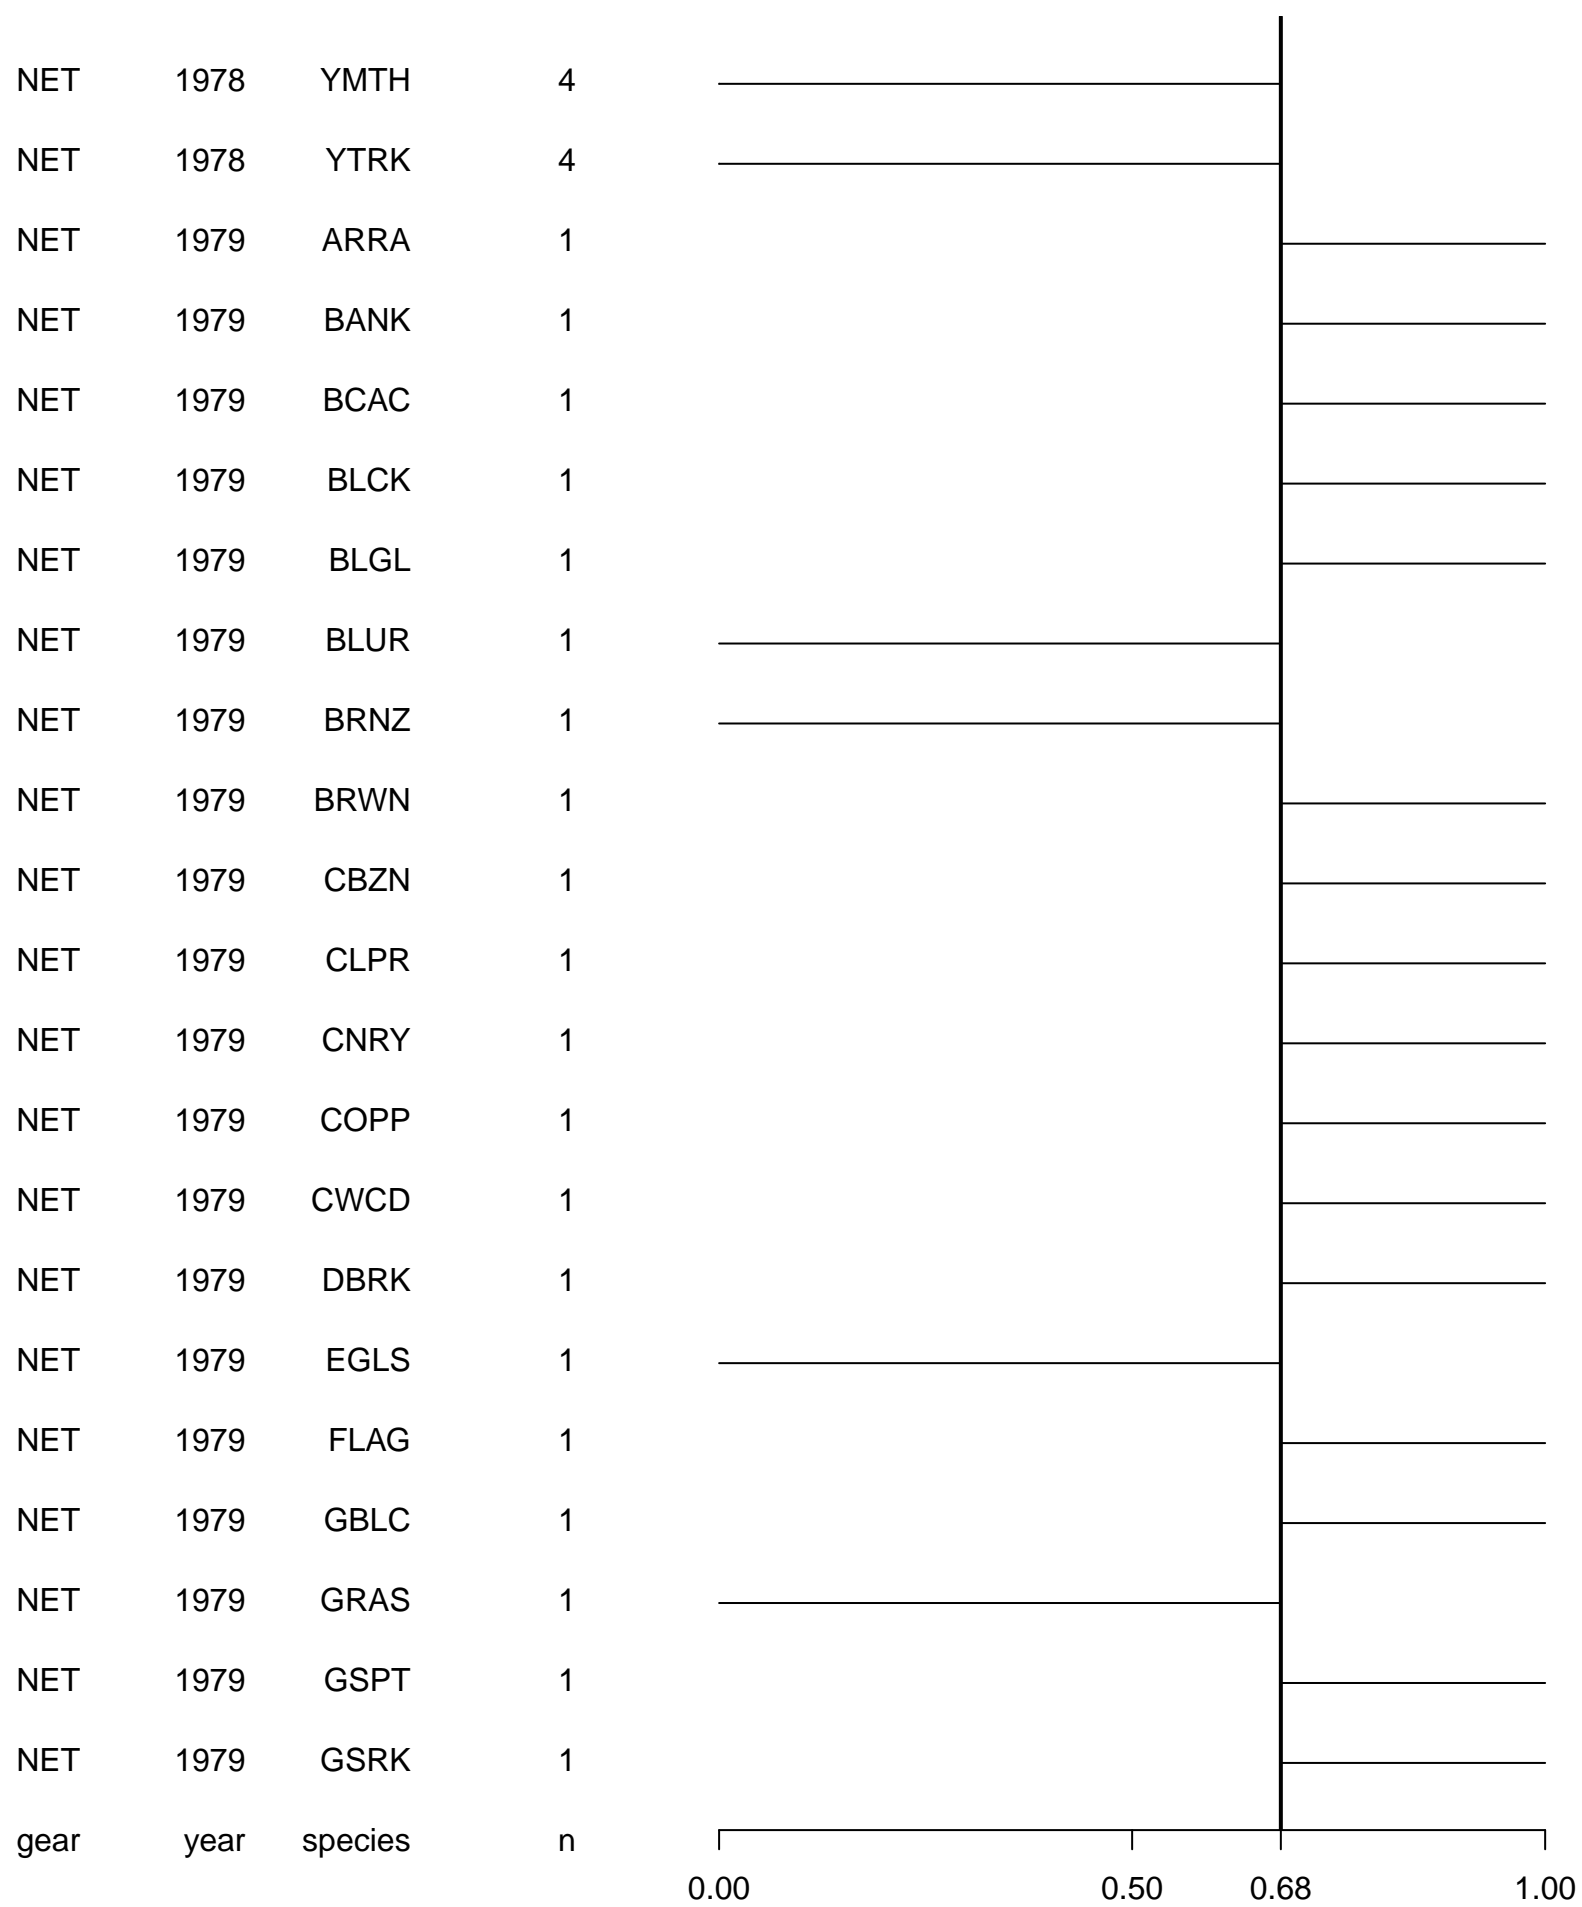 NET 1978 YMTH 4
NET 1978 YTRK 4
NET 1979 ARRA 1
NET 1979 BANK 1
NET 1979 BCAC 1
NET 1979 BLCK 1
NET 1979 BLGL 1
NET 1979 BLUR 1
NET 1979 BRNZ 1
NET 1979 BRWN 1
NET 1979 CBZN 1
NET 1979 CLPR 1
NET 1979 CNRY 1
NET 1979 COPP 1
NET 1979 CWCD 1
NET 1979 DBRK 1
NET 1979 EGLS 1
NET 1979 FLAG 1
NET 1979 GBLC 1
NET 1979 GRAS 1
NET 1979 GSPT 1
NET 1979 GSRK 1
gear year species n
0.00 0.50 0.68 1.00